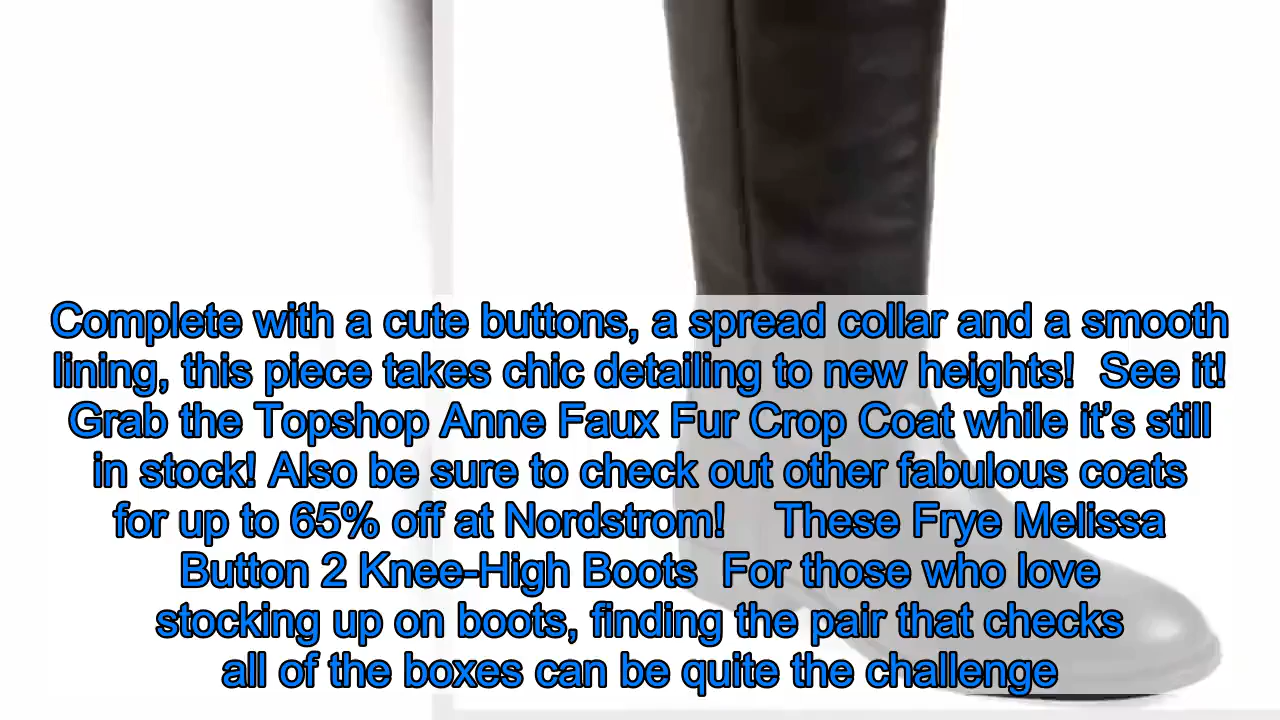 Complete with a cute buttons, a spread collar and a smooth
lining, this piece takes chic detailing to new heights!  See it!
Grab the Topshop Anne Faux Fur Crop Coat while it’s still
in stock! Also be sure to check out other fabulous coats
for up to 65% off at Nordstrom!    These Frye Melissa
Button 2 Knee-High Boots  For those who love
stocking up on boots, finding the pair that checks
all of the boxes can be quite the challenge